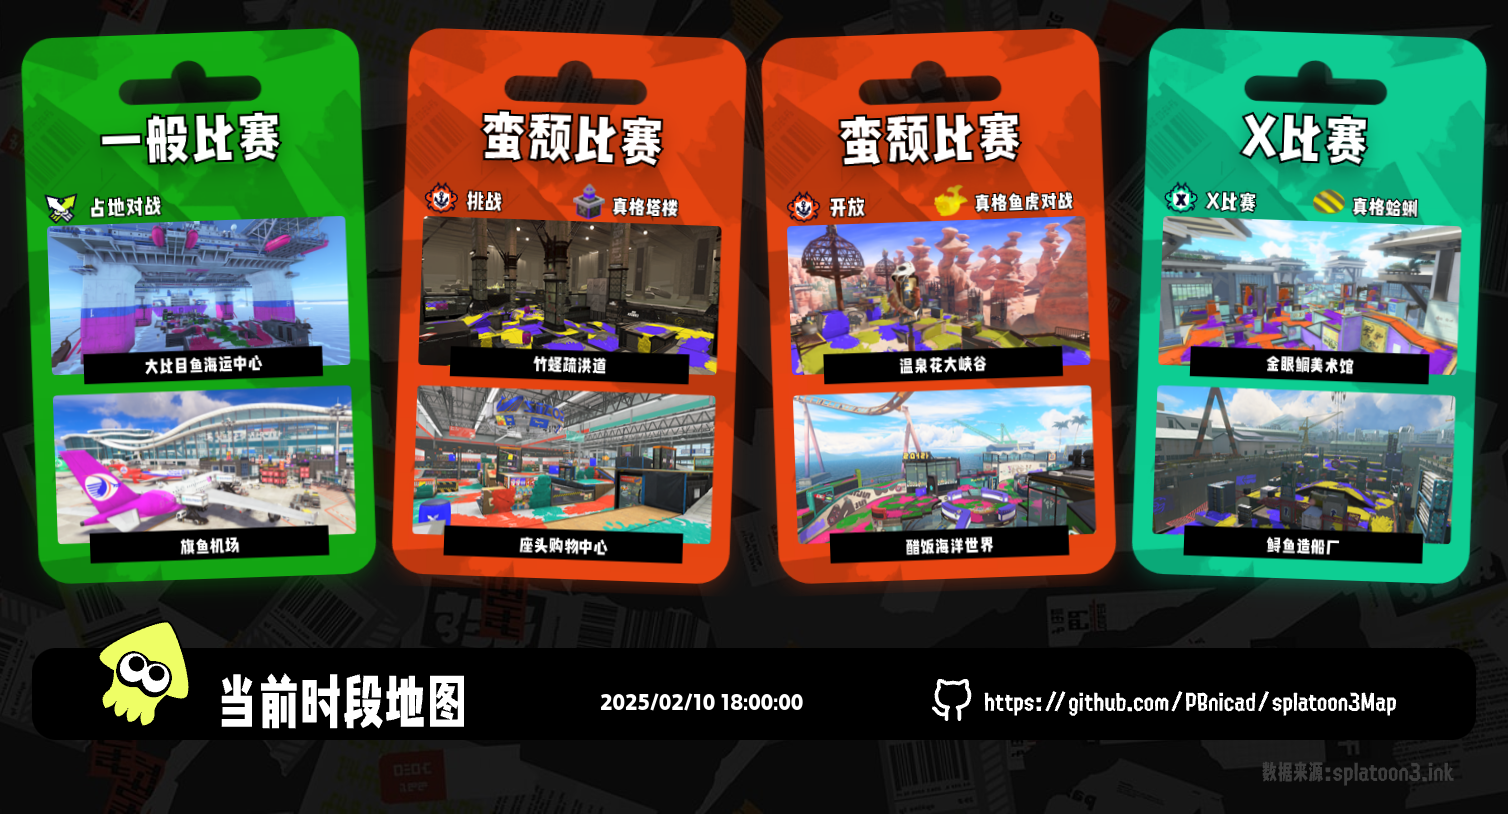 一般比赛
占地对战
大比目鱼海运中心
旗鱼机场
蛮颓比赛
挑战
真格塔楼
竹蛏疏洪道
座头购物中心
蛮颓比赛
开放
真格鱼虎对战
温泉花大峡谷
醋饭海洋世界
X比赛
X比赛
真格蛤蜊
金眼鲷美术馆
鲟鱼造船厂
当前时段地图
2025/02/10 18:00:00
https://github.com/PBnicad/splatoon3Map
数据来源:splatoon3.ink